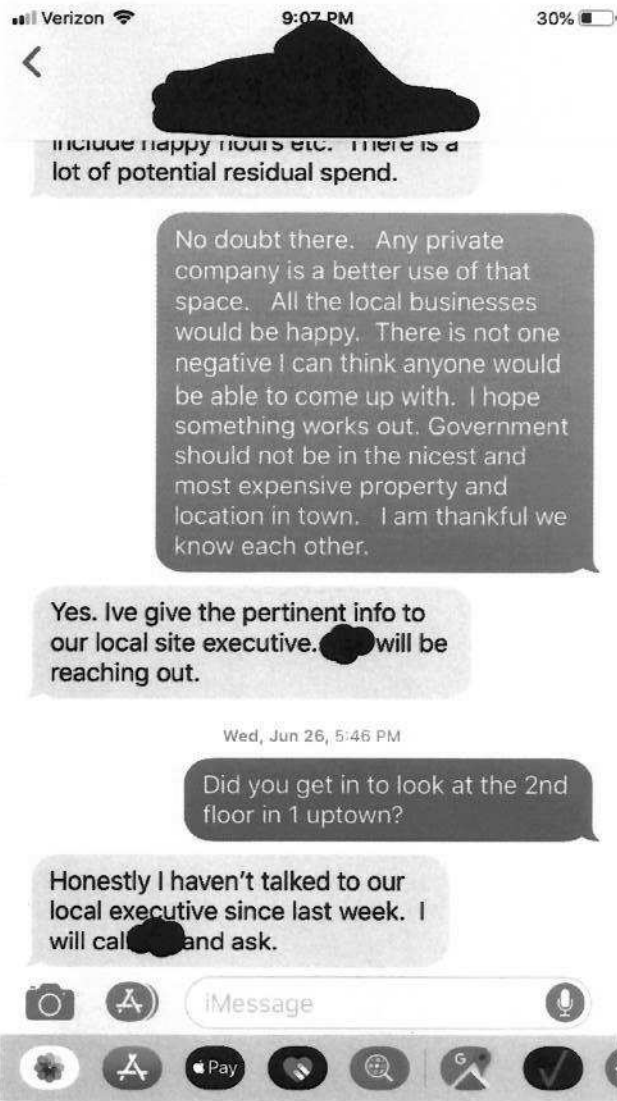 Verizon
9:07 PM
30%
include happy hours etc. There is a
lot of potential residual spend.
No doubt there. Any private
company is a better use of that
space. All the local businesses
would be happy. There is not one
negative I can think anyone would
be able to come up with. I hope
something works out. Government
should not be in the nicest and
most expensive property and
location in town. I am thankful we
know each other.
Yes. Ive give the pertinent info to
our local site executive. will be
reaching out.
Wed, Jun 26, 5:46 PM
Did you get in to look at the 2nd
floor in 1 uptown?
Honestly I haven't talked to our
local executive since last week. I
will call and ask.
iMessage
Pay
G